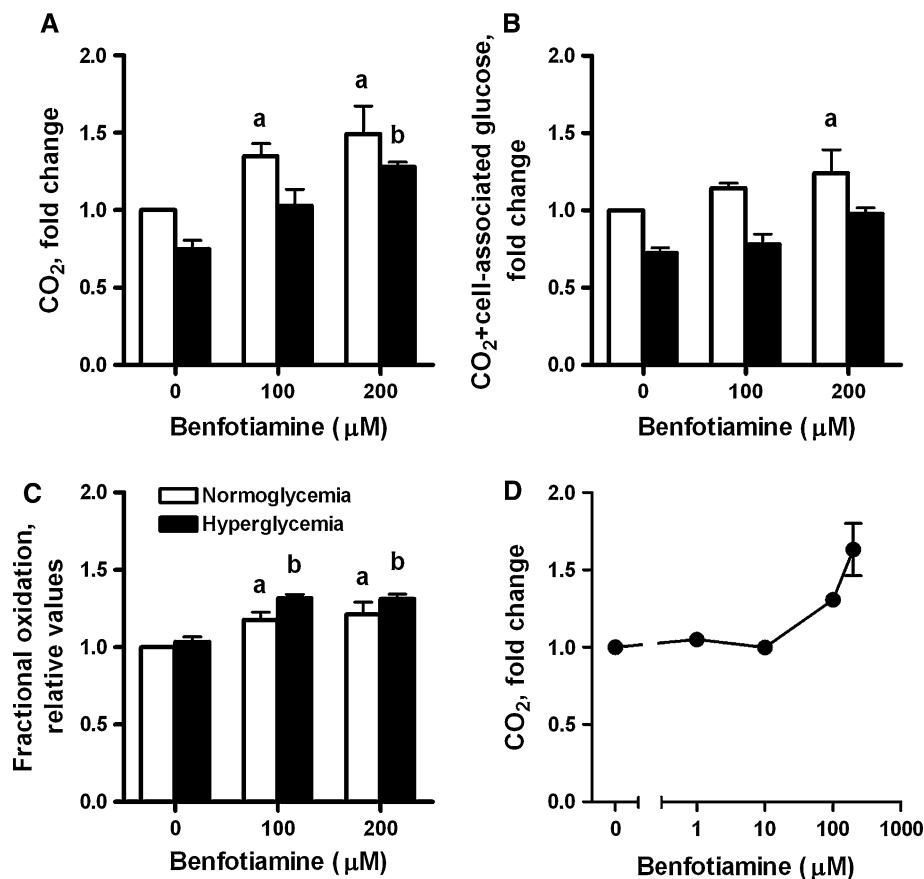 A
CO₂, fold change
2.0
1.5
1.0
0.5
0.0
a
a
b
0
100
200
Benfotiamine ( μM)
B
CO₂+cell-associated glucose,
fold change
2.0
1.5
1.0
0.5
0.0
a
0
100
200
Benfotiamine ( μM)
C
Fractional oxidation,
relative values
2.0
1.5
1.0
0.5
0.0
Normoglycemia
Hyperglycemia
a
b
a
b
0
100
200
Benfotiamine (μM)
D
CO₂, fold change
2.0
1.5
1.0
0.5
0.0
0
1
10
100
1000
Benfotiamine (μM)